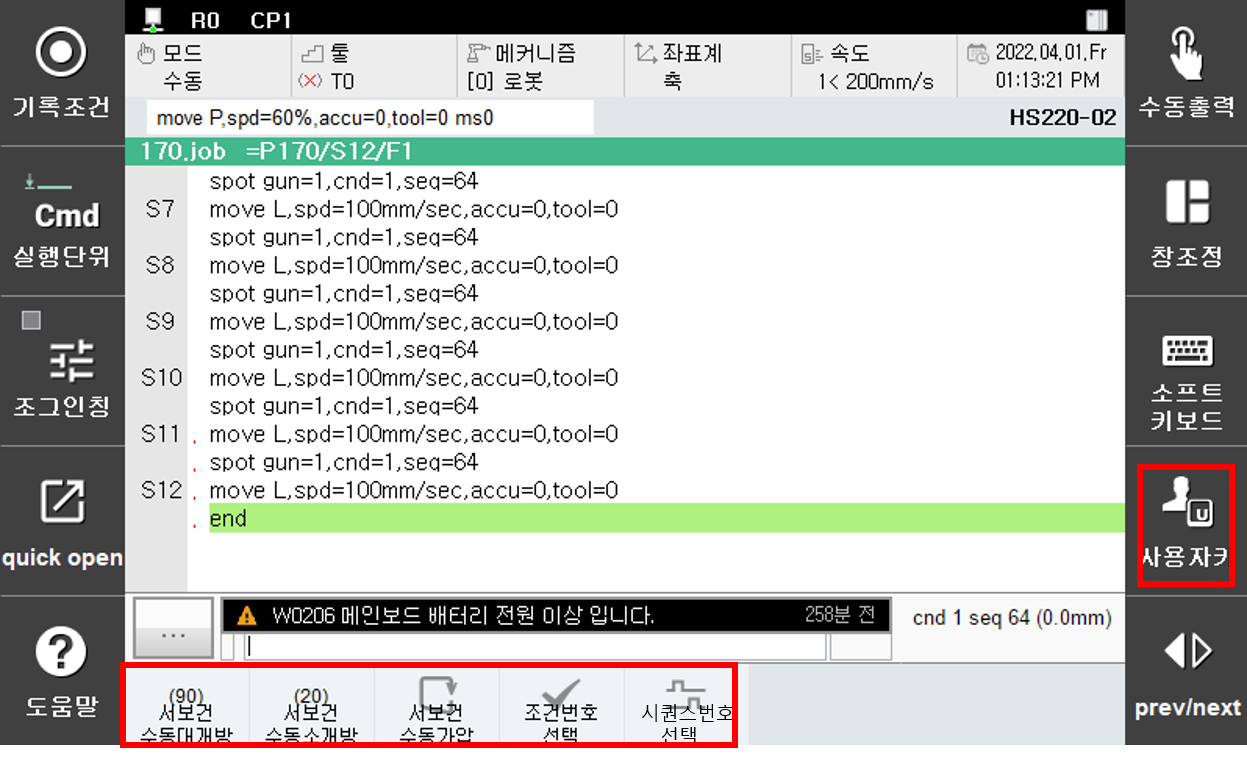 R0 CP1
기록조건
모드
수동
툴
(X) T0
메커니즘
[0] 로봇
좌표계
축
속도
1< 200mm/s
2022.04.01.Fr
01:13:21 PM
수동출력
move P,spd=60%,accu=0,tool=0 ms0
HS220-02
170.job =P170/S12/F1
spot gun=1,cnd=1,seq=64
S7 move L,spd=100mm/sec,accu=0,tool=0
spot gun=1,cnd=1,seq=64
S8 move L,spd=100mm/sec,accu=0,tool=0
spot gun=1,cnd=1,seq=64
S9 move L,spd=100mm/sec,accu=0,tool=0
spot gun=1,cnd=1,seq=64
S10 move L,spd=100mm/sec,accu=0,tool=0
spot gun=1,cnd=1,seq=64
S11 move L,spd=100mm/sec,accu=0,tool=0
spot gun=1,cnd=1,seq=64
S12 move L,spd=100mm/sec,accu=0,tool=0
end
Cmd
실행단위
조그인칭
quick open
도움말
창조정
소프트
키보드
U
사용자키
prev/next
...
W0206 메인보드 배터리 전원 이상 입니다. 258분 전
cnd 1 seq 64 (0.0mm)
(90)
서보건
수동대개방
(20)
서보건
수동소개방
서보건
수동가압
조건번호
선택
시퀀스번호
선택